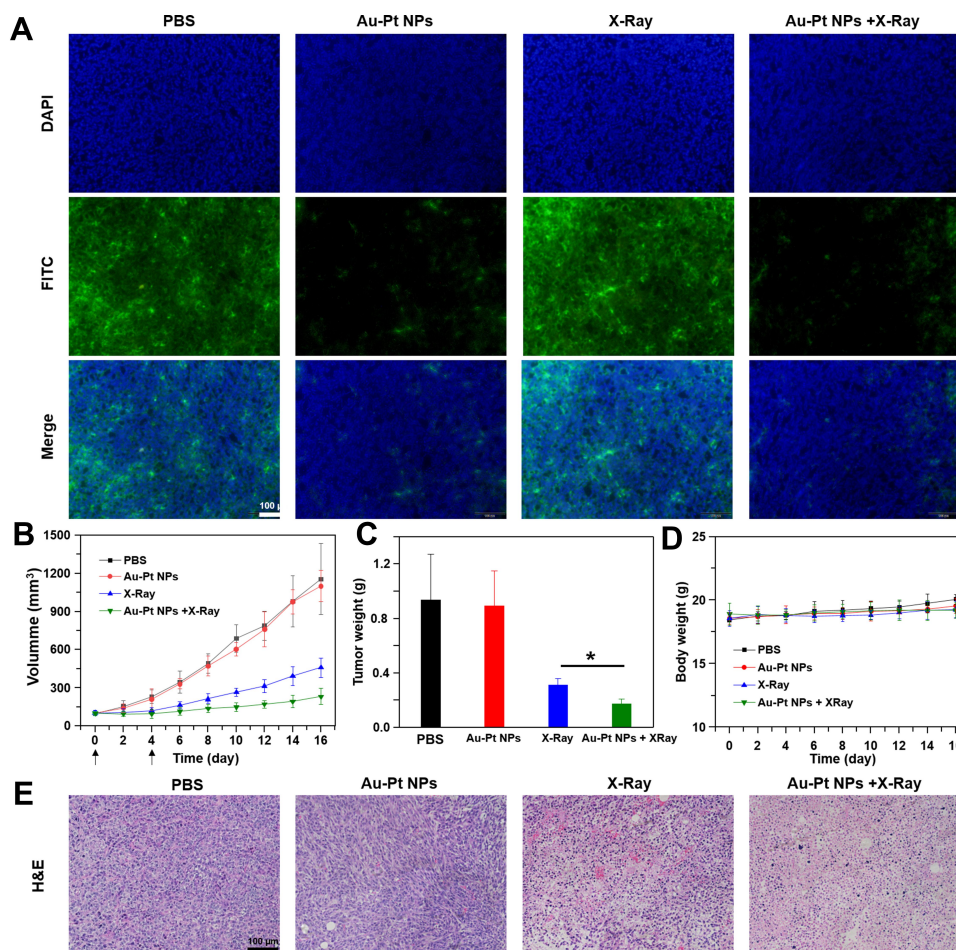 A
PBS
Au-Pt NPs
X-Ray
Au-Pt NPs +X-Ray
DAPI
FITC
Merge
100 µ
B
Volumme (mm³)
1500
1200
900
600
300
0
PBS
Au-Pt NPs
X-Ray
Au-Pt NPs +X-Ray
0 2 4 6 8 10 12 14 16
Time (day)
C
Tumor weight (g)
1.2
0.8
0.4
0.0
*
PBS
Au-Pt NPs
X-Ray
Au-Pt NPs + XRay
D
Body weight (g)
25
20
15
10
PBS
Au-Pt NPs
X-Ray
Au-Pt NPs + XRay
0 2 4 6 8 10 12 14 16
Time (day)
E
PBS
Au-Pt NPs
X-Ray
Au-Pt NPs +X-Ray
H&E
100 µm